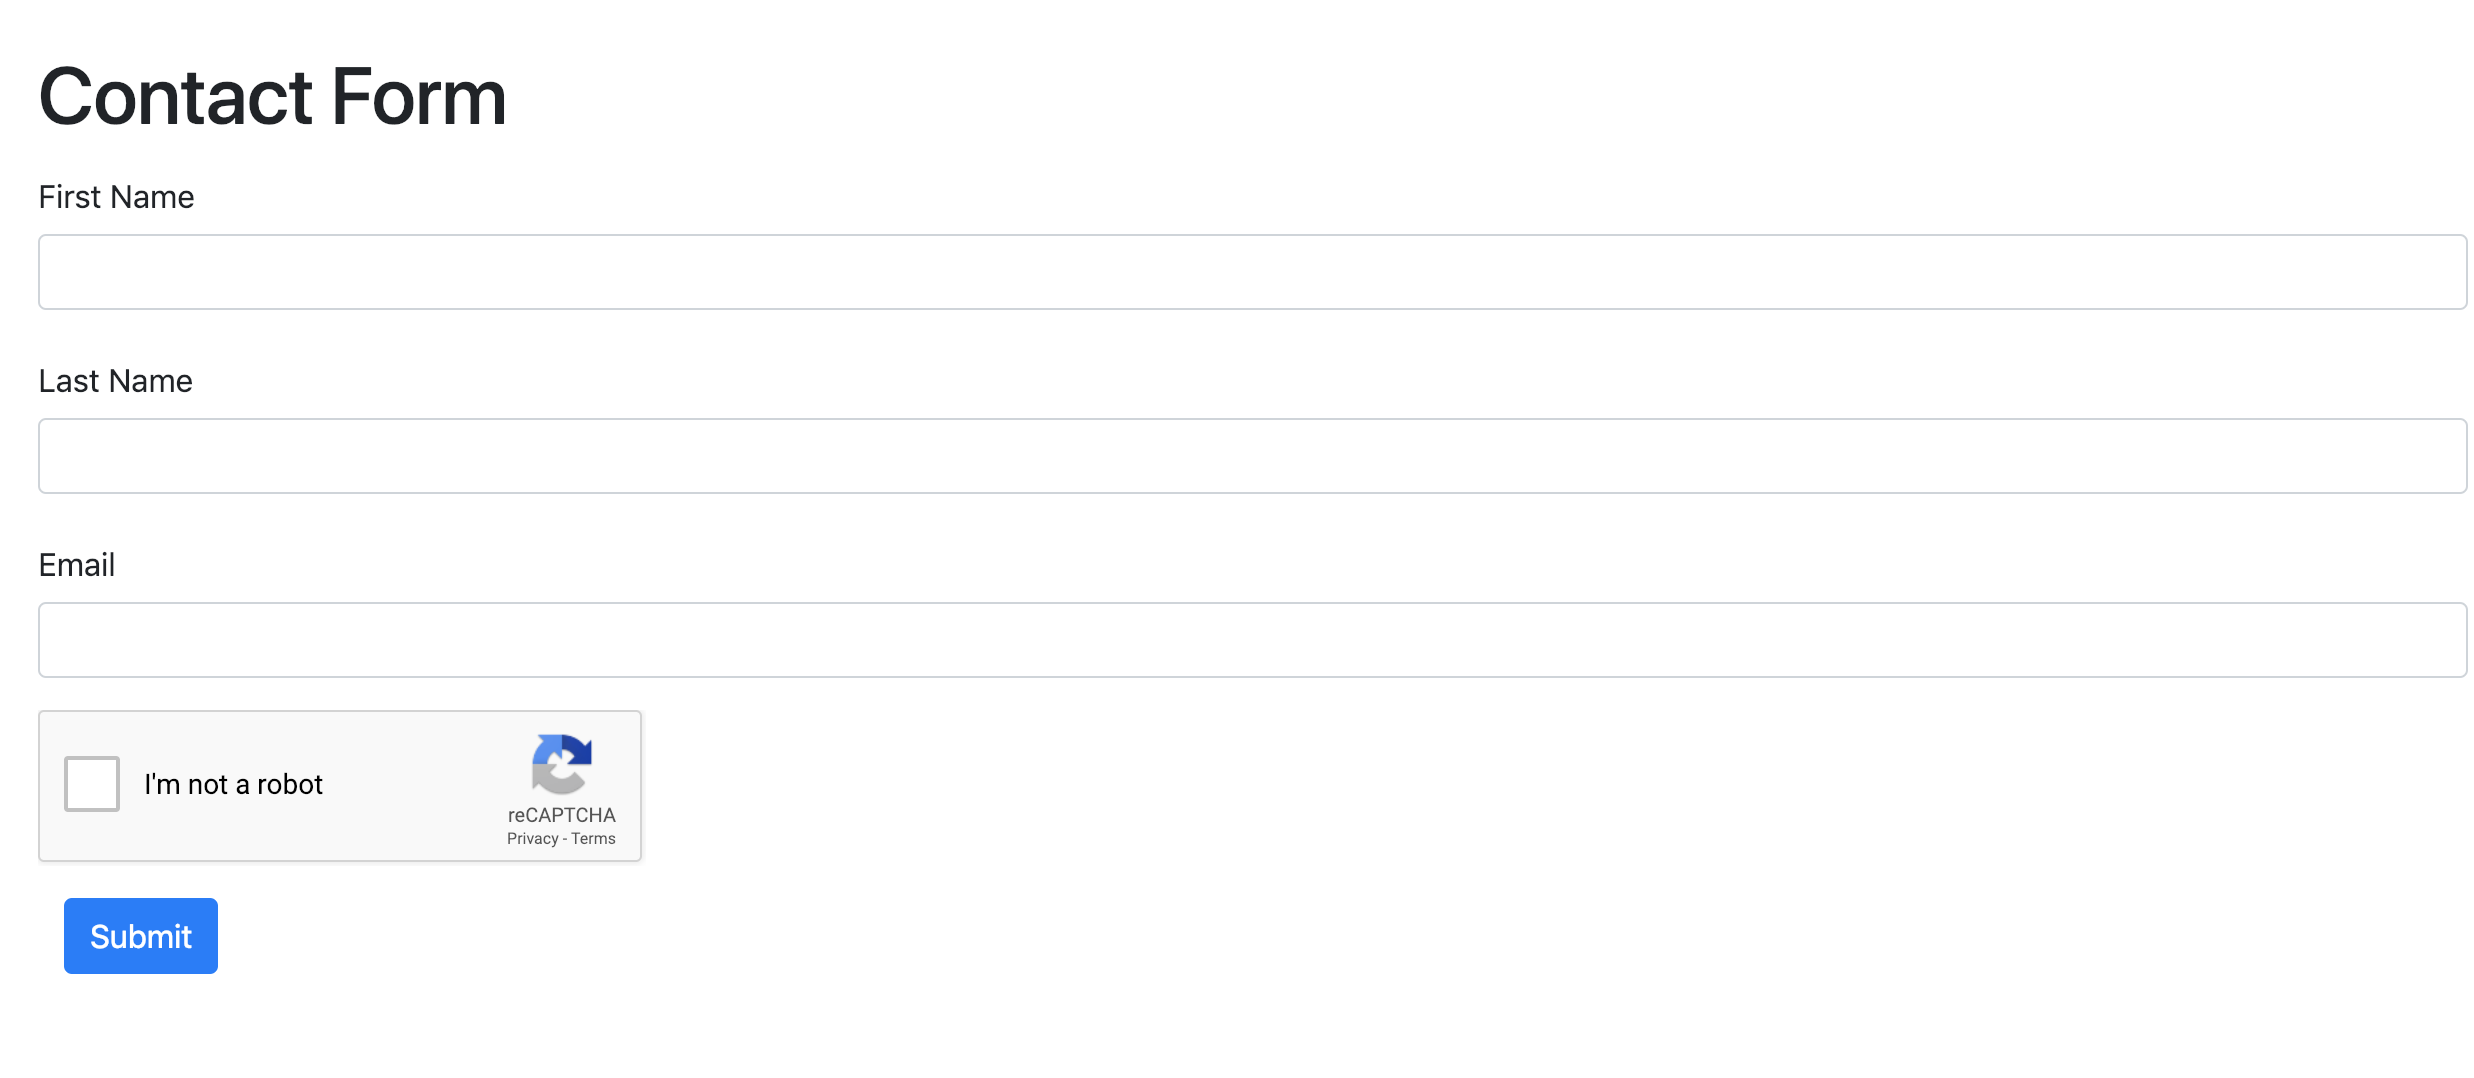 Contact Form
First Name
Last Name
Email
I'm not a robot
reCAPTCHA
Privacy - Terms
Submit